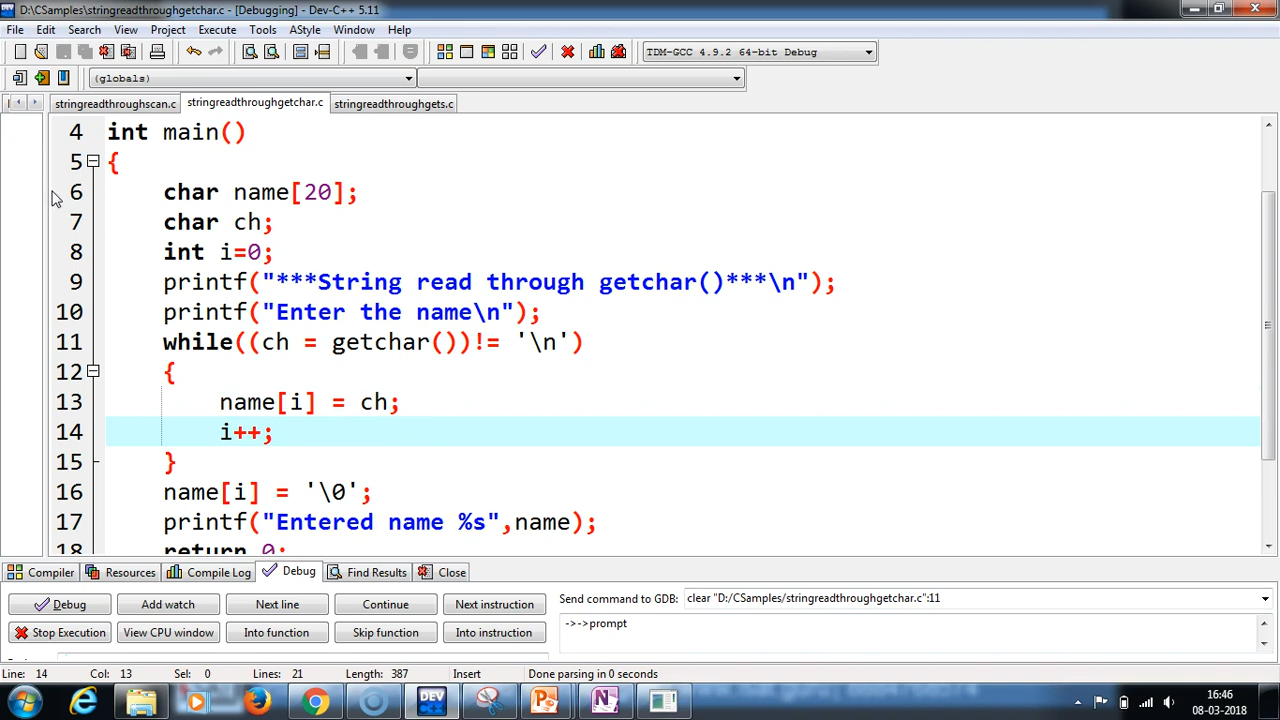 D:\CSamples\stringreadthroughgetchar.c - [Debugging] - Dev-C++ 5.11
File Edit Search View Project Execute Tools AStyle Window Help
TDM-GCC 4.9.2 64-bit Debug
(globals)
stringreadthroughscan.c stringreadthroughgetchar.c stringreadthroughgets.c
4 int main()
5 {
6 char name[20];
7 char ch;
8 int i=0;
9 printf("***String read through getchar()***\n");
10 printf("Enter the name\n");
11 while((ch = getchar())!= '\n')
12 {
13 name[i] = ch;
14 i++;
15 }
16 name[i] = '\0';
17 printf("Entered name %s",name);
18 return 0;
Compiler Resources Compile Log Debug Find Results Close
Debug Add watch Next line Continue Next instruction Send command to GDB: clear "D:/CSamples/stringreadthroughgetchar.c":11
Stop Execution View CPU window Into function Skip function Into instruction ->->prompt
Line: 14 Col: 13 Sel: 0 Lines: 21 Length: 387 Insert Done parsing in 0 seconds
DEV
16:46
08-03-2018